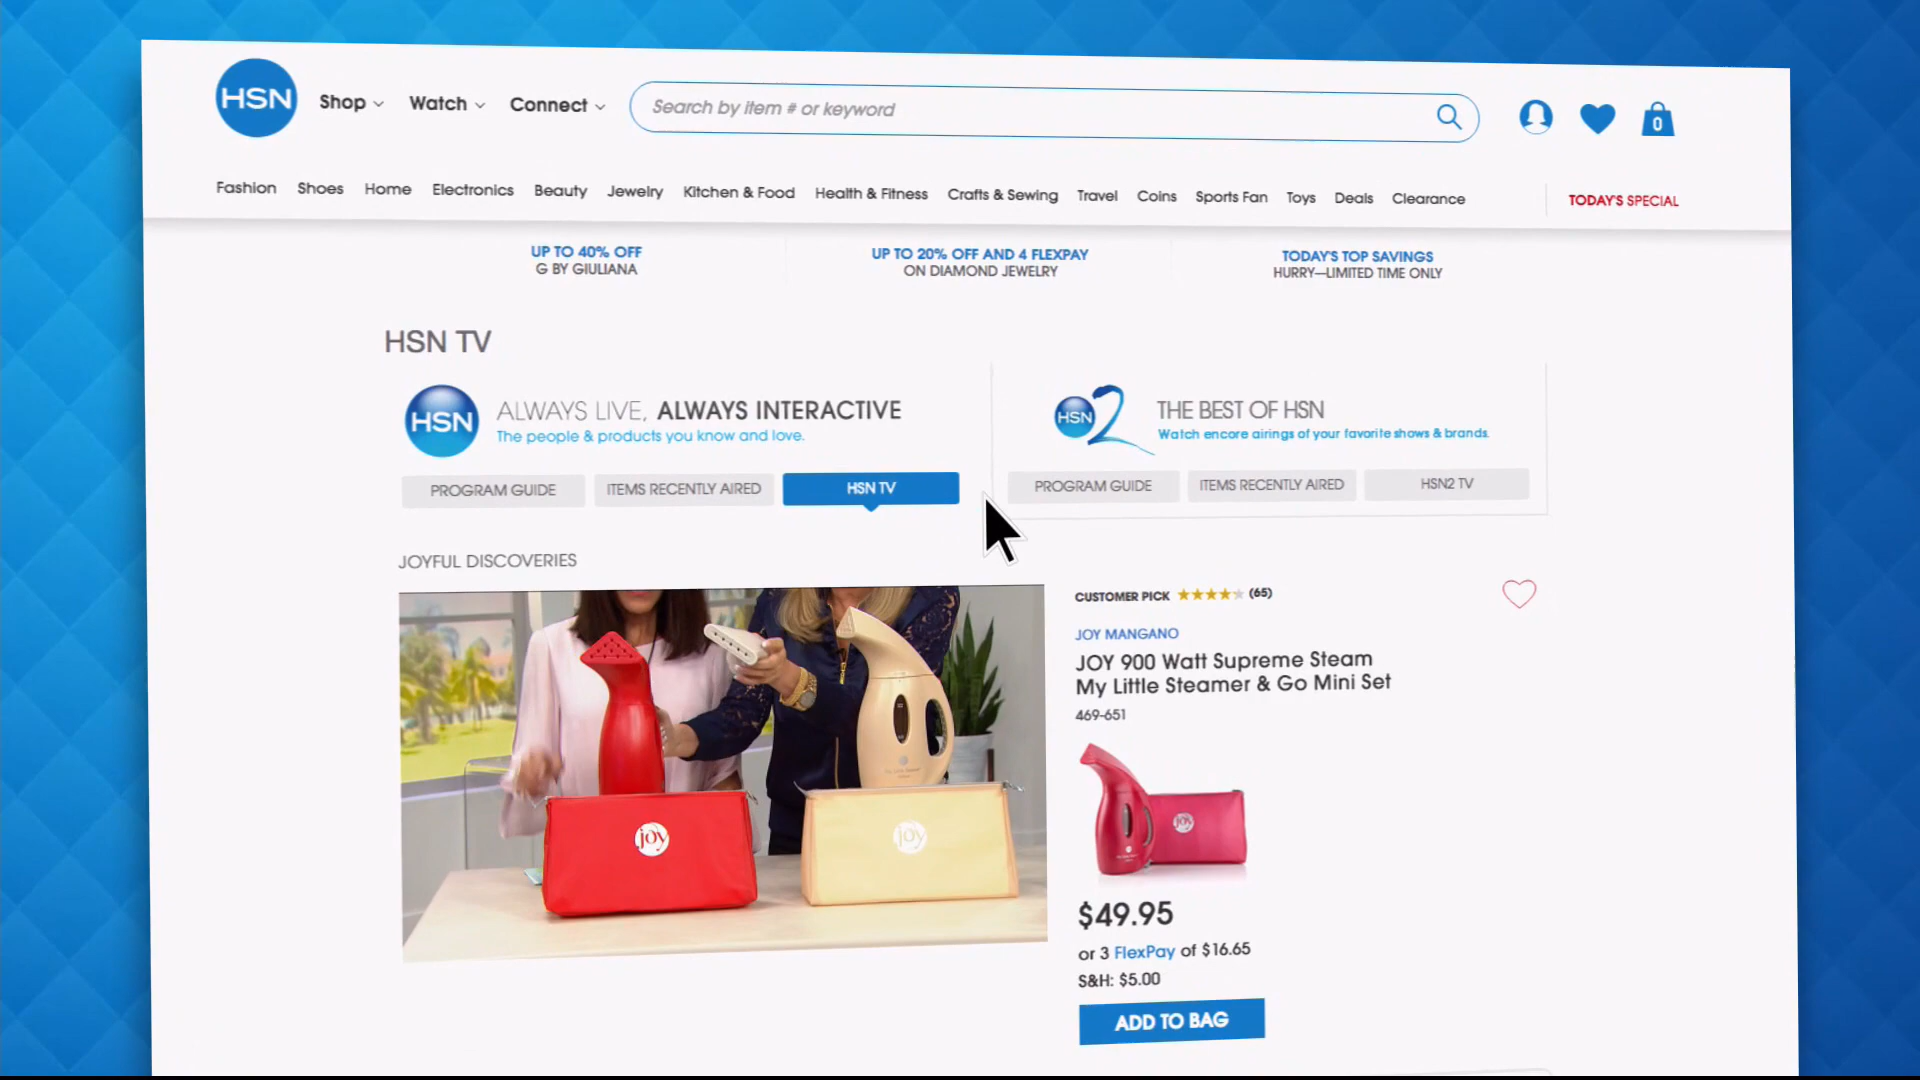 HSN
Shop
Watch
Connect
Search by item # or keyword
0
Fashion
Shoes
Home
Electronics
Beauty
Jewelry
Kitchen & Food
Health & Fitness
Crafts & Sewing
Travel
Coins
Sports Fan
Toys
Deals
Clearance
TODAY'S SPECIAL
UP TO 40% OFF
G BY GIULIANA
UP TO 20% OFF AND 4 FLEXPAY
ON DIAMOND JEWELRY
TODAY'S TOP SAVINGS
HURRY—LIMITED TIME ONLY
HSN TV
HSN
ALWAYS LIVE, ALWAYS INTERACTIVE
The people & products you know and love.
PROGRAM GUIDE
ITEMS RECENTLY AIRED
HSN TV
HSN2
THE BEST OF HSN
Watch encore airings of your favorite shows & brands.
PROGRAM GUIDE
ITEMS RECENTLY AIRED
HSN2 TV
JOYFUL DISCOVERIES
joy
joy
CUSTOMER PICK
(65)
JOY MANGANO
JOY 900 Watt Supreme Steam
My Little Steamer & Go Mini Set
469-651
joy
$49.95
or 3 FlexPay of $16.65
S&H: $5.00
ADD TO BAG